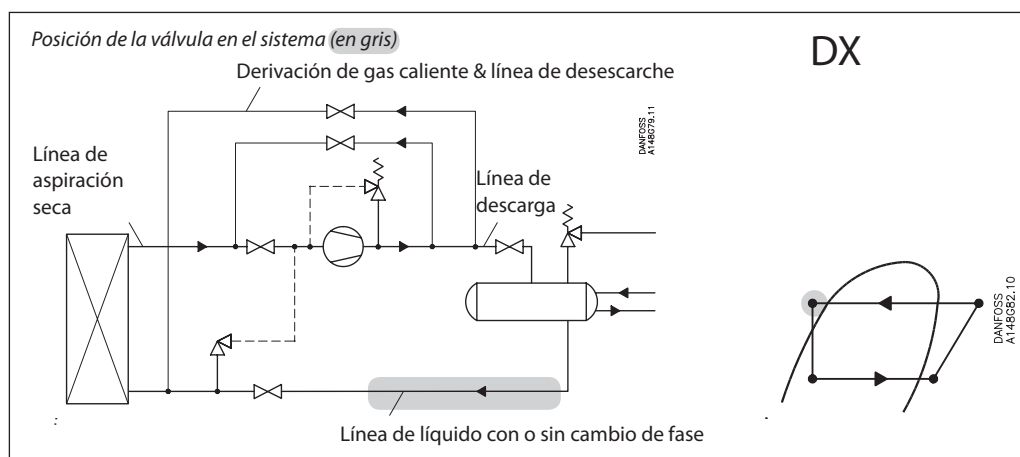 Posición de la válvula en el sistema (en gris)
DX
Derivación de gas caliente & línea de desescarche
DANFOSS
A148G79.11
Línea de
aspiración
seca
Línea de
descarga
DANFOSS
A148G82.10
Línea de líquido con o sin cambio de fase